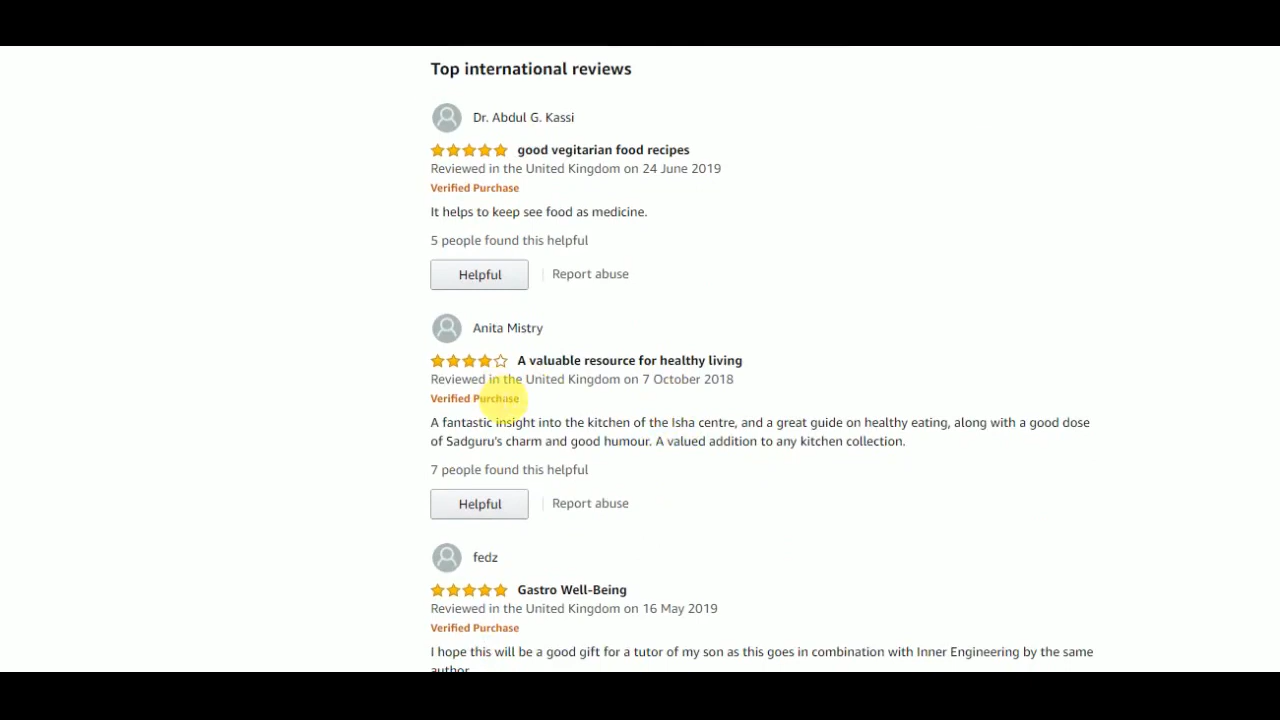 Top international reviews
Dr. Abdul G. Kassi
good vegitarian food recipes
Reviewed in the United Kingdom on 24 June 2019
Verified Purchase
It helps to keep see food as medicine.
5 people found this helpful
Helpful
Report abuse
Anita Mistry
A valuable resource for healthy living
Reviewed in the United Kingdom on 7 October 2018
Verified Purchase
A fantastic insight into the kitchen of the Isha centre, and a great guide on healthy eating, along with a good dose
of Sadguru's charm and good humour. A valued addition to any kitchen collection.
7 people found this helpful
Helpful
Report abuse
fedz
Gastro Well-Being
Reviewed in the United Kingdom on 16 May 2019
Verified Purchase
I hope this will be a good gift for a tutor of my son as this goes in combination with Inner Engineering by the same
author